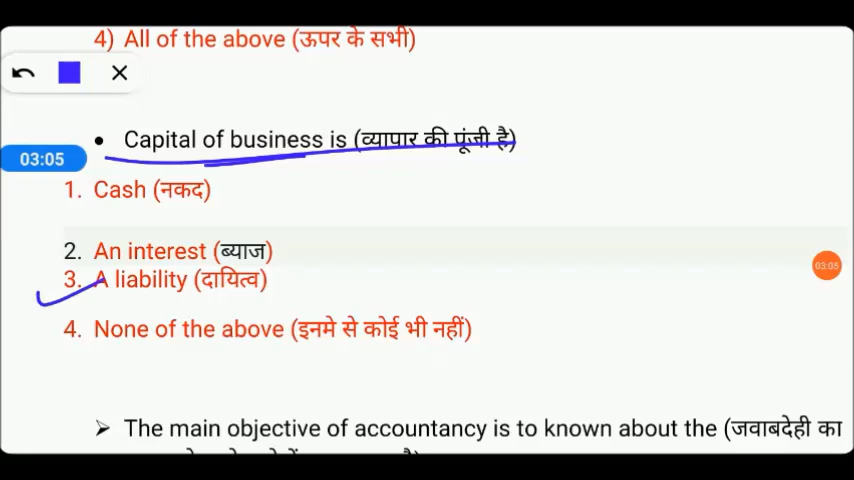 4) All of the above (ऊपर के सभी)
• Capital of business is (व्यापार की पूंजी है)
03:05
1. Cash (नकद)
2. An interest (ब्याज)
03:05
3. A liability (दायित्व)
4. None of the above (इनमे से कोई भी नहीं)
➢ The main objective of accountancy is to known about the (जवाबदेही का